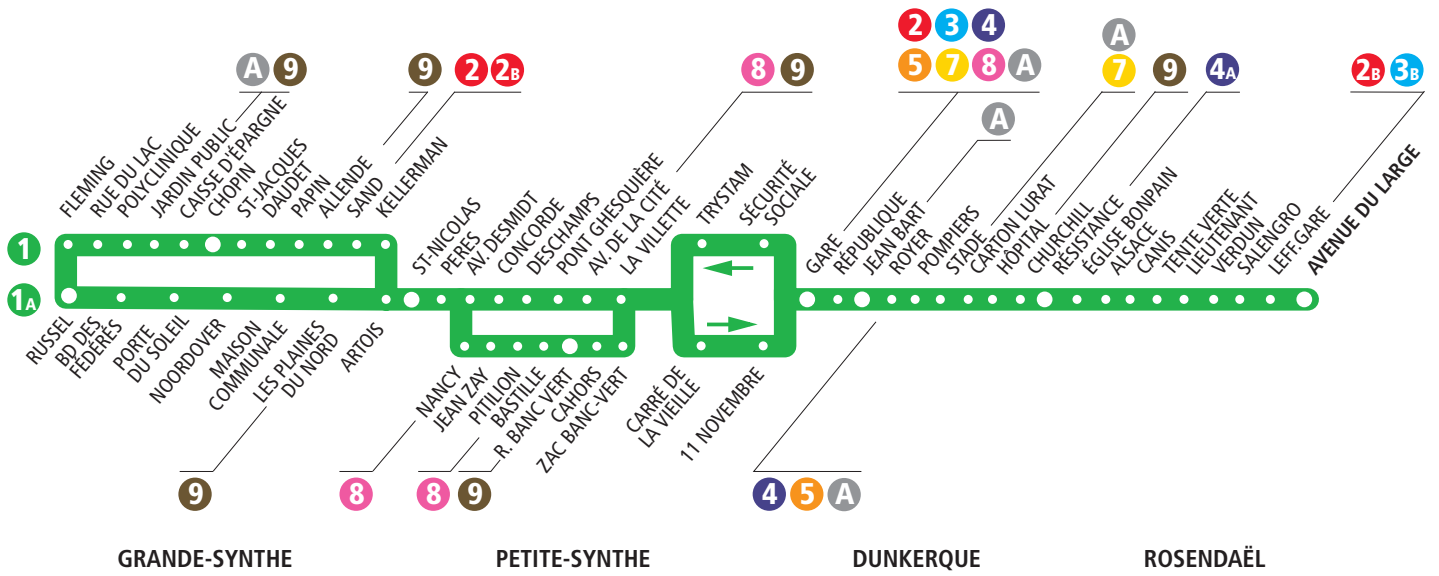 2 3 4
A
A 9
9
2 2B
8 9
5 7 8 A
7
9
4A
2B 3B
A
FLEMING
RUE DU LAC
POLYCLINIQUE
JARDIN PUBLIC
CAISSE D'ÉPARGNE
CHOPIN
ST-JACQUES
DAUDET
PAPIN
ALLENDE
SAND
KELLERMAN
ST-NICOLAS
PERES
AV. DESMIDT
CONCORDE
DESCHAMPS
PONT GHESQUIÈRE
AV. DE LA CITÉ
LA VILLETTE
TRYSTAM
SÉCURITÉ
SOCIALE
GARE
RÉPUBLIQUE
JEAN BART
ROYER
POMPIERS
STADE
CARTON LURAT
HÔPITAL
CHURCHILL
RÉSISTANCE
ÉGLISE BONPAIN
ALSACE
CANIS
TENTE VERTE
LIEUTENANT
VERDUN
SALENGRO
LEFF.GARE
AVENUE DU LARGE
1
1A
RUSSEL
BD DES
FÉDÉRÉS
PORTE
DU SOLEIL
NOORDOVER
MAISON
COMMUNALE
LES PLAINES
DU NORD
ARTOIS
NANCY
JEAN ZAY
PITILION
BASTILLE
R. BANC VERT
CAHORS
ZAC BANC-VERT
CARRÉ DE
LA VIEILLE
11 NOVEMBRE
9
8
8 9
4 5 A
GRANDE-SYNTHE
PETITE-SYNTHE
DUNKERQUE
ROSENDAËL